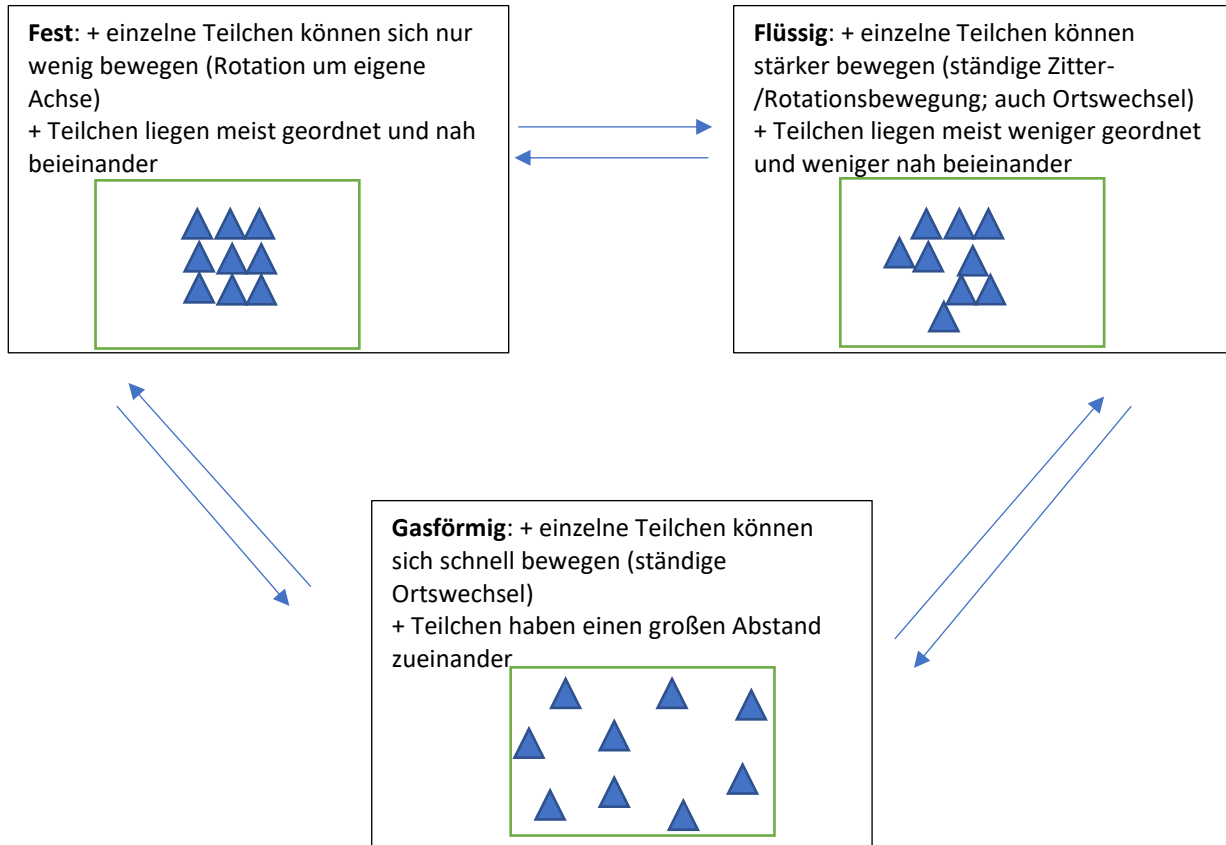 Fest: + einzelne Teilchen können sich nur
wenig bewegen (Rotation um eigene
Achse)
+ Teilchen liegen meist geordnet und nah
beieinander
Flüssig: + einzelne Teilchen können
stärker bewegen (ständige Zitter-
/Rotationsbewegung; auch Ortswechsel)
+ Teilchen liegen meist weniger geordnet
und weniger nah beieinander
Gasförmig: + einzelne Teilchen können
sich schnell bewegen (ständige
Ortswechsel)
+ Teilchen haben einen großen Abstand
zueinander